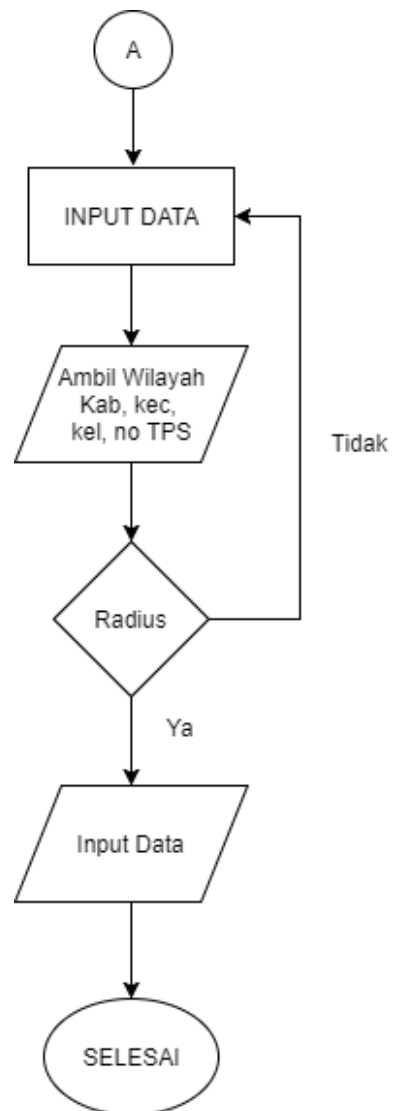 A
INPUT DATA
Ambil Wilayah
Kab, kec,
kel, no TPS
Tidak
Radius
Ya
Input Data
SELESAI